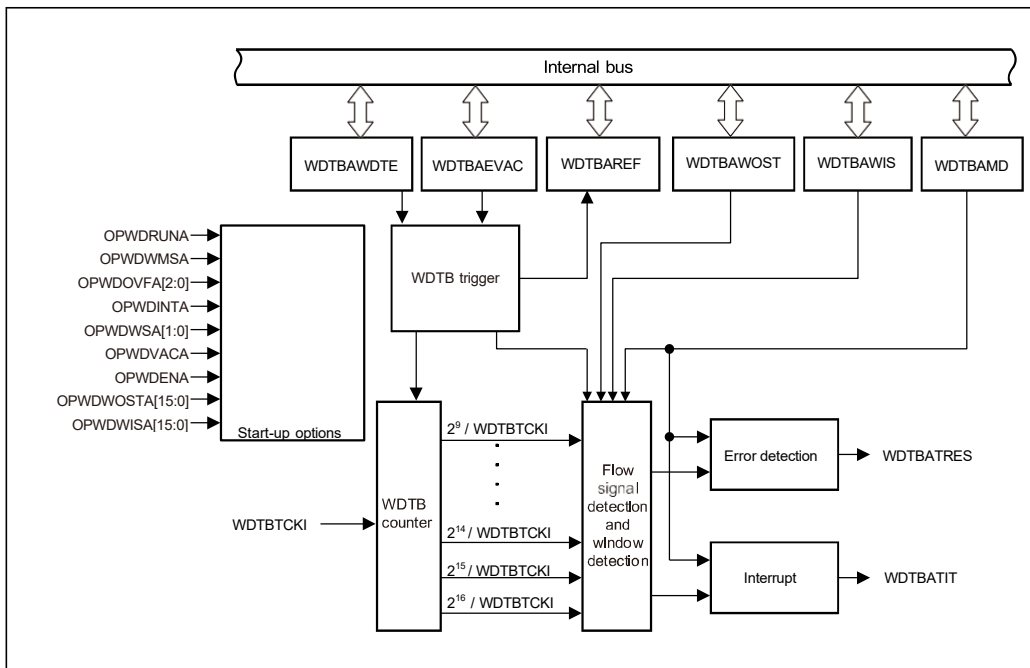 Internal bus
WDTBAWDTE
WDTBAEVAC
WDTBAREF
WDTBAWOST
WDTBAWIS
WDTBAMD
OPWDRUNA
OPWDWMSA
OPWDOVFA[2:0]
OPWDINTA
OPWDWSA[1:0]
OPWDVACA
OPWDENA
OPWDWOSTA[15:0]
OPWDWISA[15:0]
Start-up options
WDTB trigger
WDTBTCKI
WDTB
counter
2⁹ / WDTBTCKI
2¹⁴ / WDTBTCKI
2¹⁵ / WDTBTCKI
2¹⁶ / WDTBTCKI
Flow
signal
detection
and
window
detection
Error detection
WDTBATRES
Interrupt
WDTBATIT